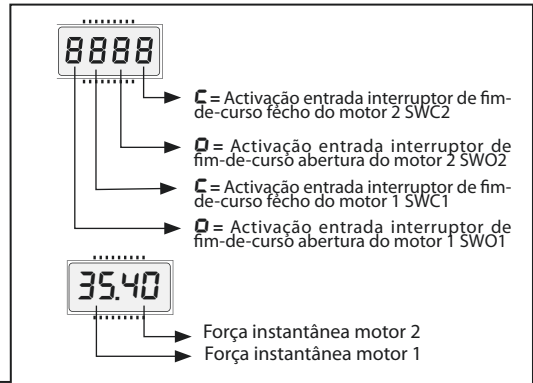 8888
C = Activação entrada interruptor de fim-
de-curso fecho do motor 2 SWC2
O = Activação entrada interruptor de
fim-de-curso abertura do motor 2 SWO2
C = Activação entrada interruptor de fim-
de-curso fecho do motor 1 SWC1
O = Activação entrada interruptor de
fim-de-curso abertura do motor 1 SWO1
35.40
Força instantânea motor 2
Força instantânea motor 1